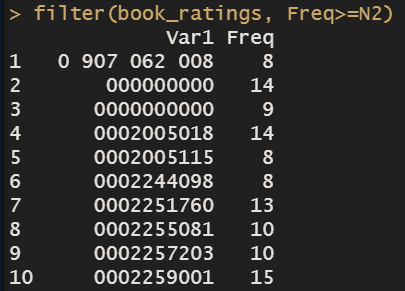 > filter(book_ratings, Freq>=N2)
Var1 Freq
1 0 907 062 008 8
2 000000000 14
3 0000000000 9
4 0002005018 14
5 0002005115 8
6 0002244098 8
7 0002251760 13
8 0002255081 10
9 0002257203 10
10 0002259001 15